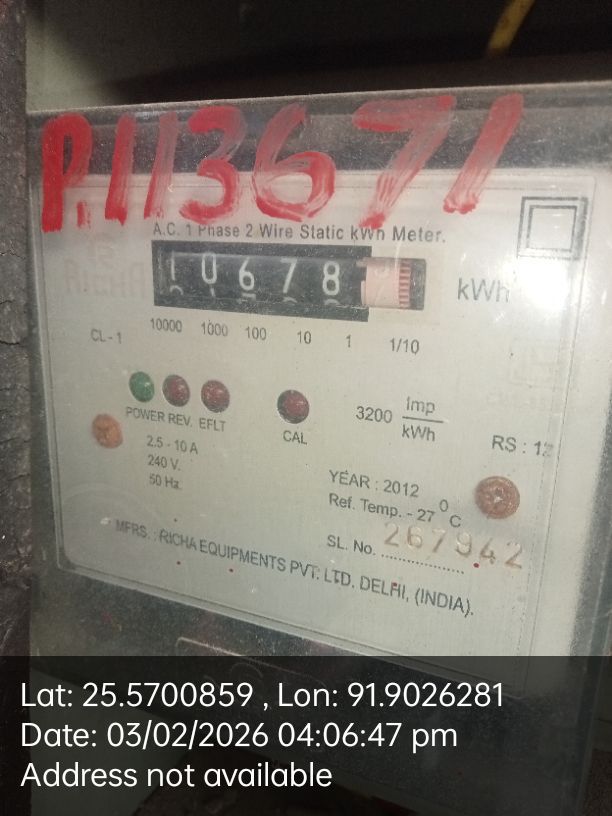 P.113671
A.C. 1 Phase 2 Wire Static kWh Meter.
RICHA
10678
kWh
CL-1
10000 1000 100 10 1 1/10
POWER REV. EFLT
CAL
3200 Imp/kWh
2.5 - 10 A
240 V.
50 Hz
RS : 12
YEAR : 2012
Ref. Temp. - 27 °C
SL. No. 267942
MFRS. : RICHA EQUIPMENTS PVT. LTD. DELHI, (INDIA).
Lat: 25.5700859 , Lon: 91.9026281
Date: 03/02/2026 04:06:47 pm
Address not available